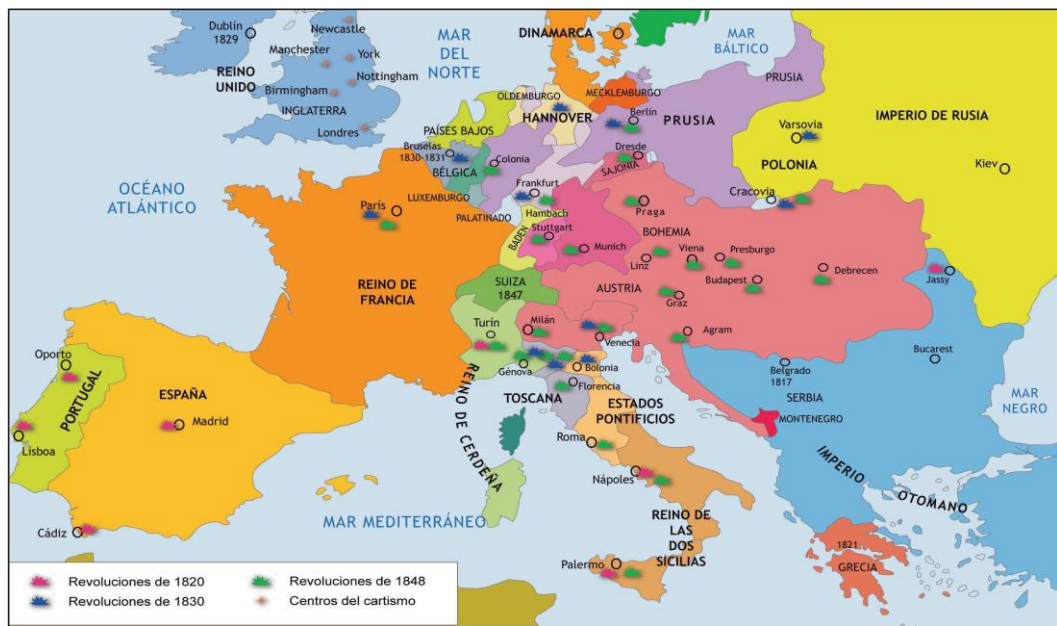 Dublín
1829
REINO
UNIDO
Newcastle
Manchester
York
Nottingham
Birmingham
INGLATERRA
Londres
MAR
DEL
NORTE
DINAMARCA
MAR
BÁLTICO
PRUSIA
MECKLEMBURGO
OLDEMBURGO
HANNOVER
Berlín
PRUSIA
IMPERIO DE RUSIA
Varsovia
POLONIA
Kiev
Cracovia
PAÍSES BAJOS
Bruselas
1830-1831
BÉLGICA
Colonia
Dresde
SAJONIA
LUXEMBURGO
PALATINADO
Frankfurt
Hambach
BADEN
Stuttgart
Munich
Praga
BOHEMIA
Linz
Viena
Presburgo
Budapest
Debrecen
Jassy
AUSTRIA
Graz
Agram
OCÉANO
ATLÁNTICO
París
REINO DE
FRANCIA
SUIZA
1847
Turín
Milán
Venecia
Génova
Bolonia
Florencia
TOSCANA
ESTADOS
PONTIFICIOS
REINO DE CERDEÑA
Roma
Nápoles
REINO DE
LAS
DOS
SICILIAS
Palermo
Belgrado
1817
SERBIA
MONTENEGRO
Bucarest
MAR
NEGRO
IMPERIO OTOMANO
1821
GRECIA
Oporto
PORTUGAL
Lisboa
ESPAÑA
Madrid
Cádiz
MAR MEDITERRÁNEO
Revoluciones de 1820
Revoluciones de 1830
Revoluciones de 1848
Centros del cartismo